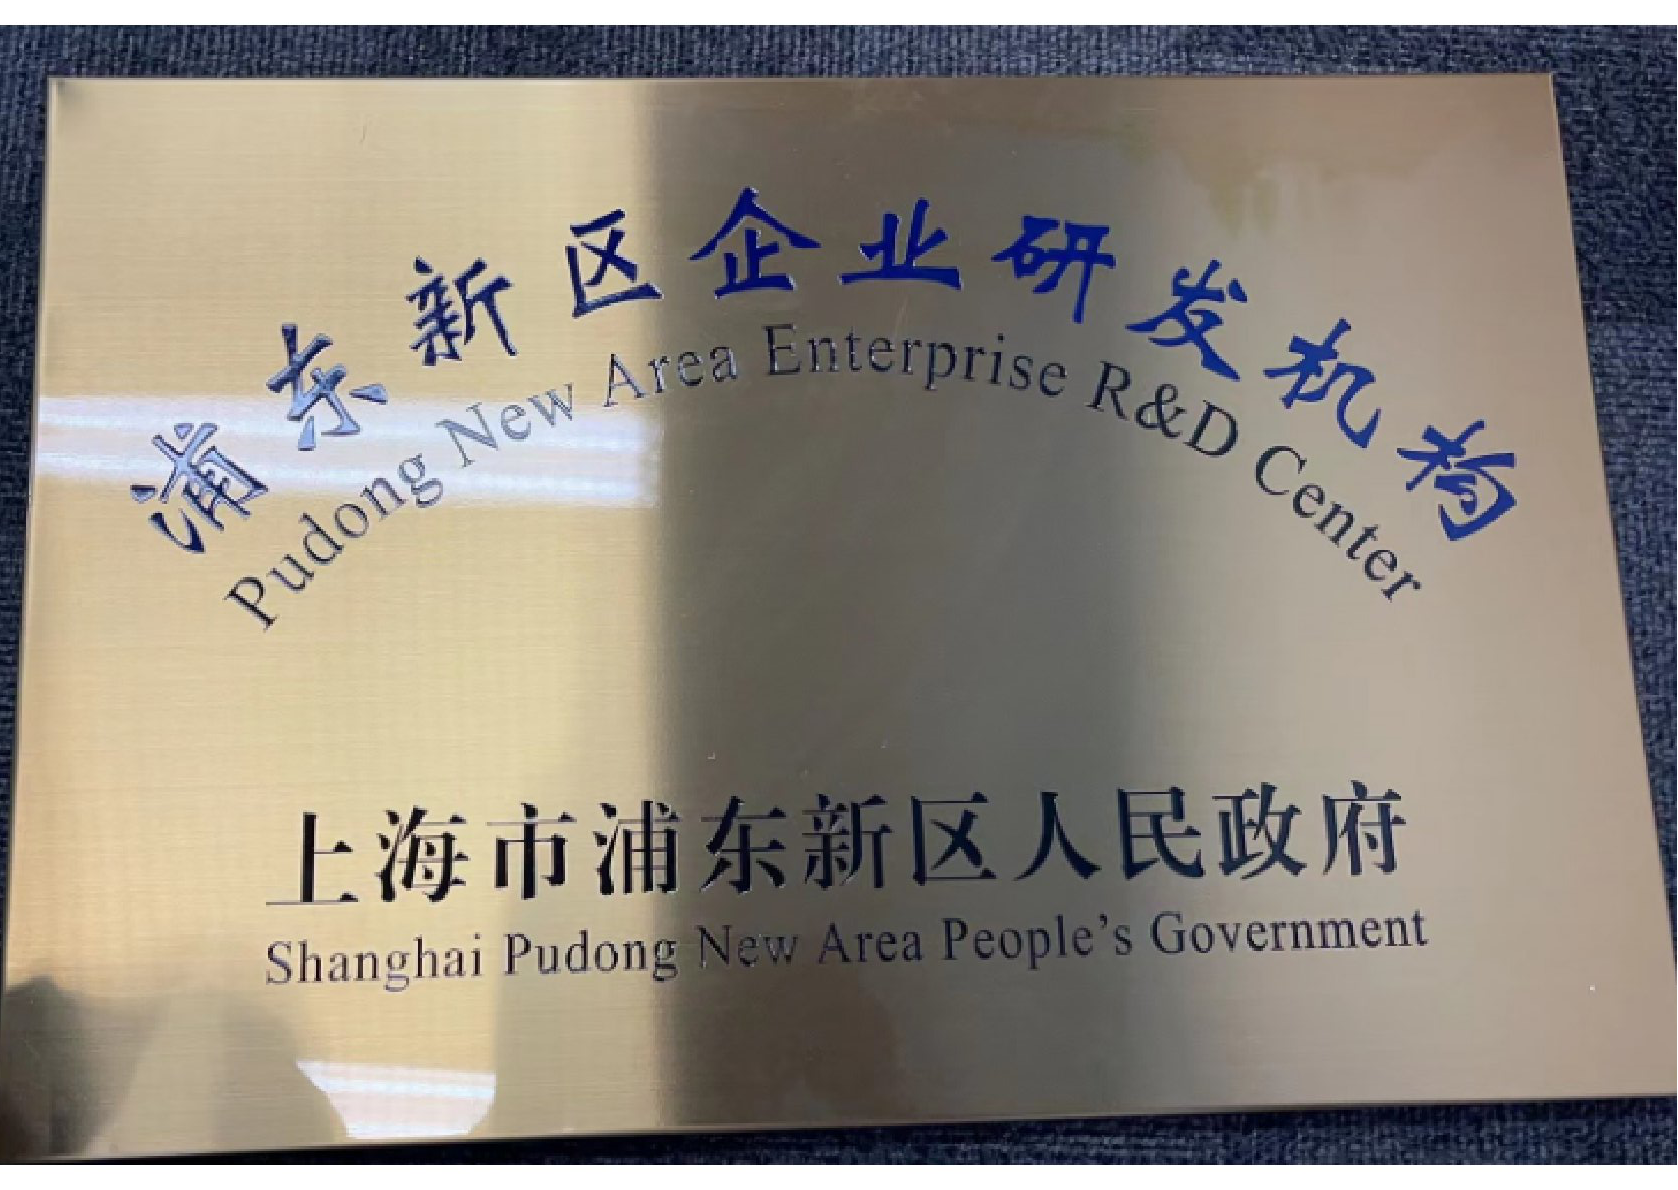 浦东新区企业研发机构
Pudong New Area Enterprise R&D Center
上海市浦东新区人民政府
Shanghai Pudong New Area People's Government